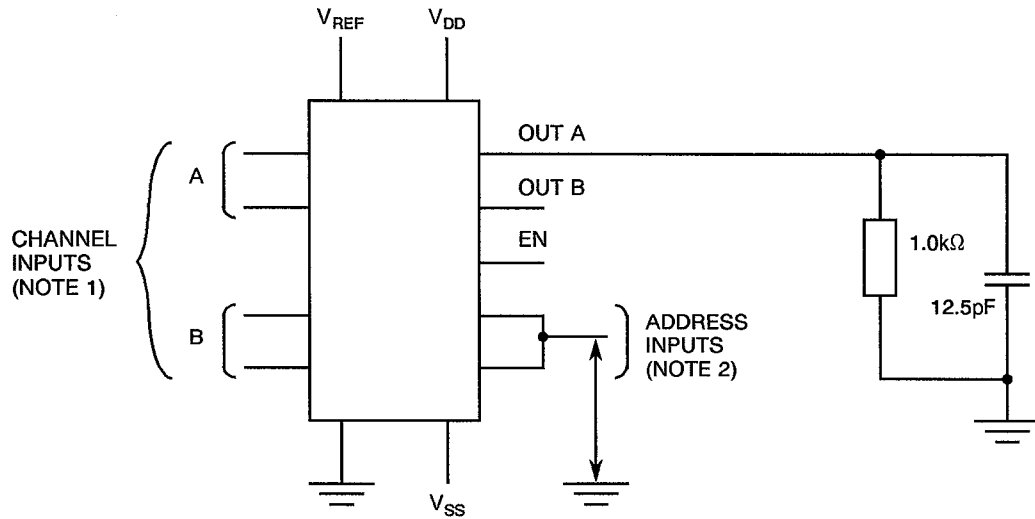 V_REF
V_DD
OUT A
A
OUT B
CHANNEL
INPUTS
(NOTE 1)
EN
1.0kΩ
12.5pF
B
ADDRESS
INPUTS
(NOTE 2)
V_SS